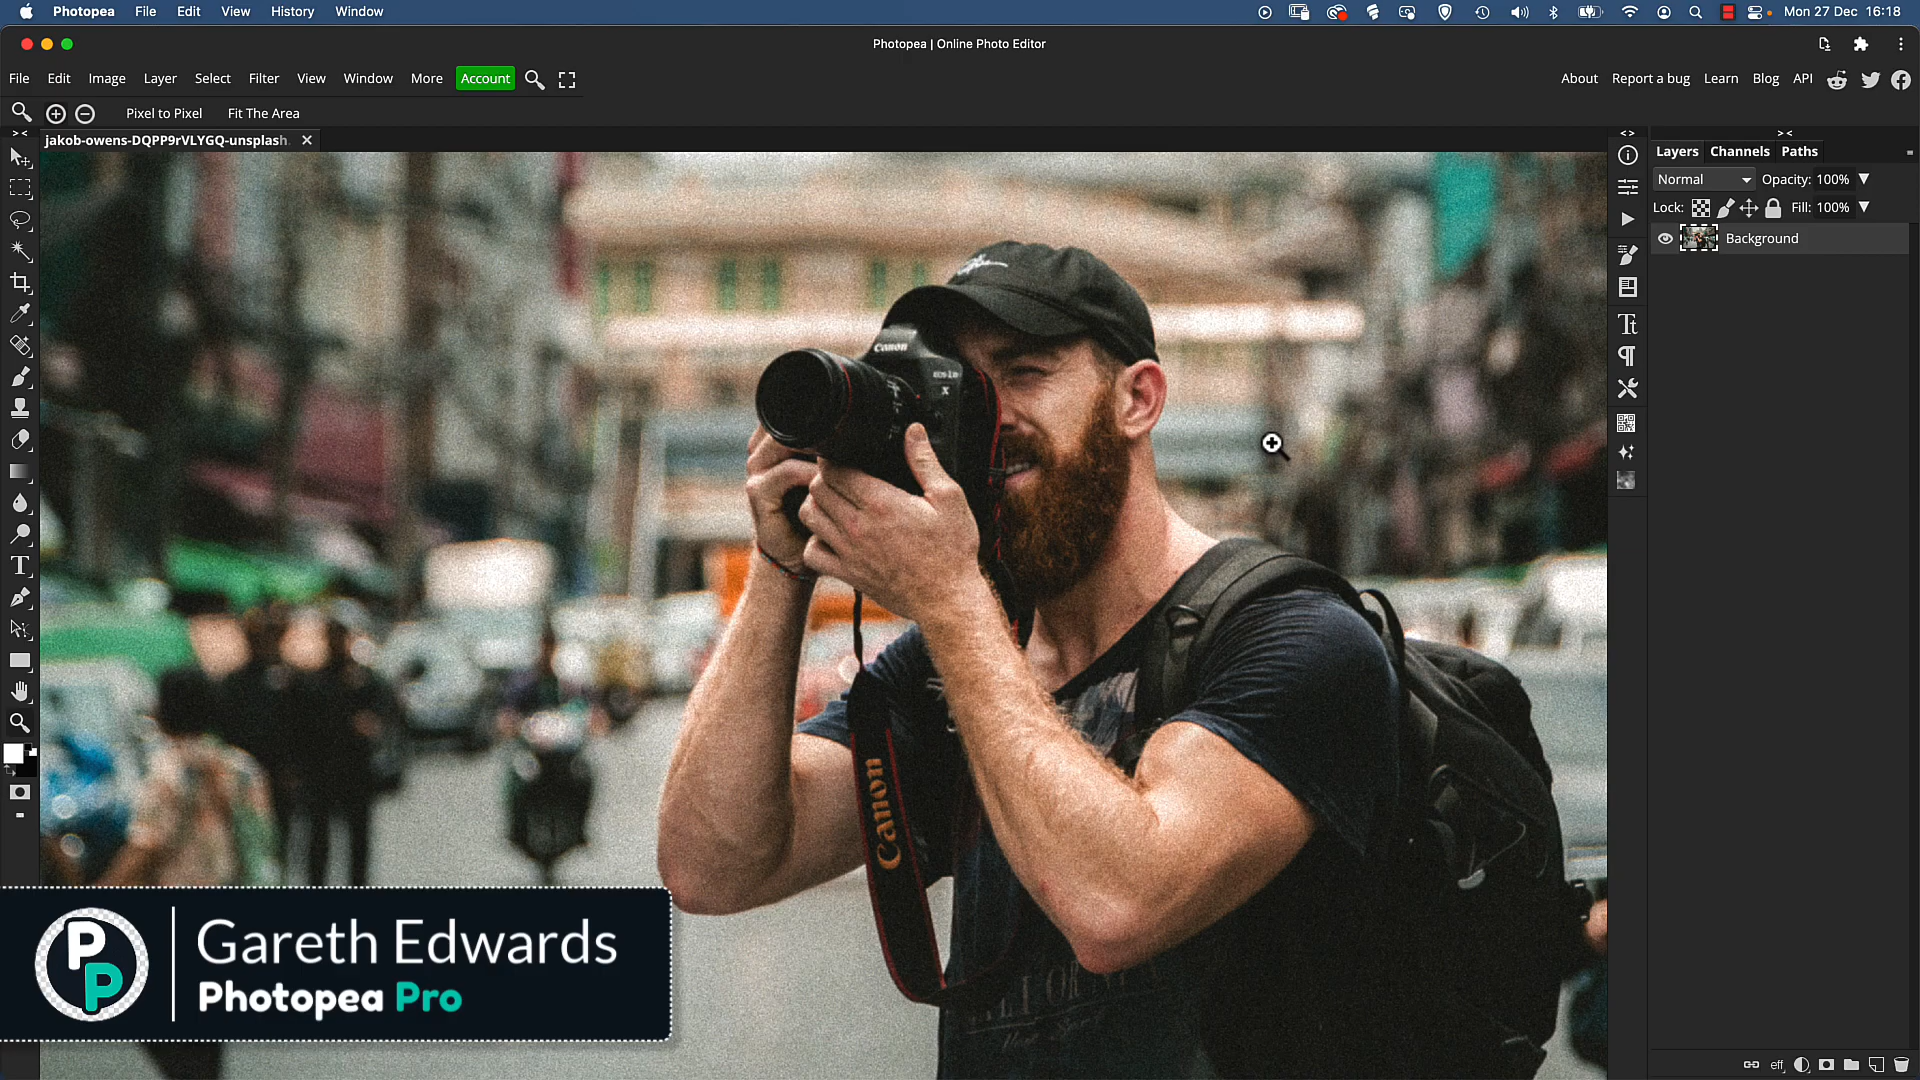 Photopea File Edit View History Window
Mon 27 Dec 16:18
Photopea | Online Photo Editor
File Edit Image Layer Select Filter View Window More Account
About Report a bug Learn Blog API
Pixel to Pixel Fit The Area
jakob-owens-DQPP9rVLYGQ-unsplash.
Layers Channels Paths
Normal Opacity: 100%
Lock: Fill: 100%
Background
Canon
X
Canon
P
P
Gareth Edwards
Photopea Pro
eff